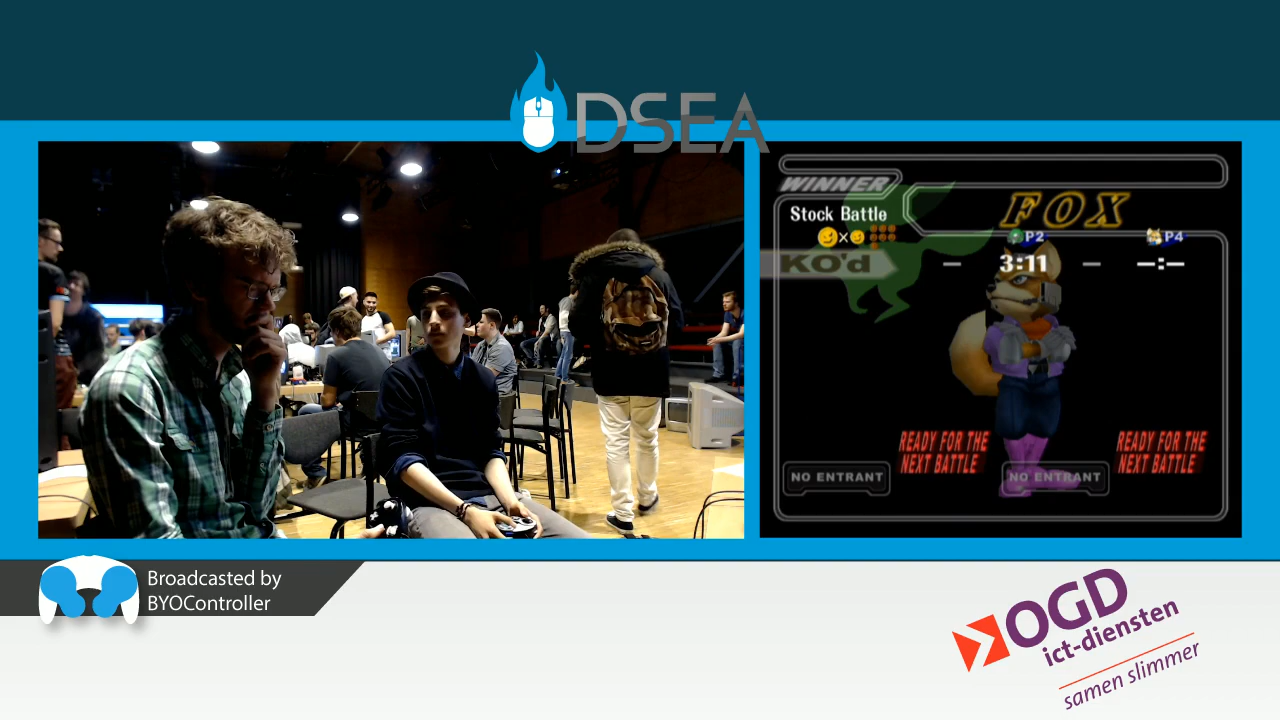 DSEA
WINNER
FOX
Stock Battle
P2
P4
KO'd
3:11
-:-
READY FOR THE
NEXT BATTLE
READY FOR THE
NEXT BATTLE
NO ENTRANT
NO ENTRANT
Broadcasted by
BYOController
OGD
ict-diensten
samen slimmer